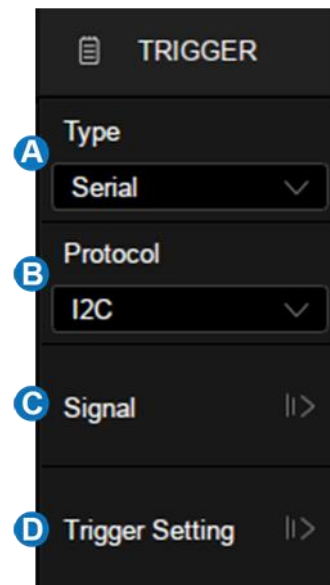 TRIGGER
A
Type
Serial
B
Protocol
I2C
C
Signal
D
Trigger Setting